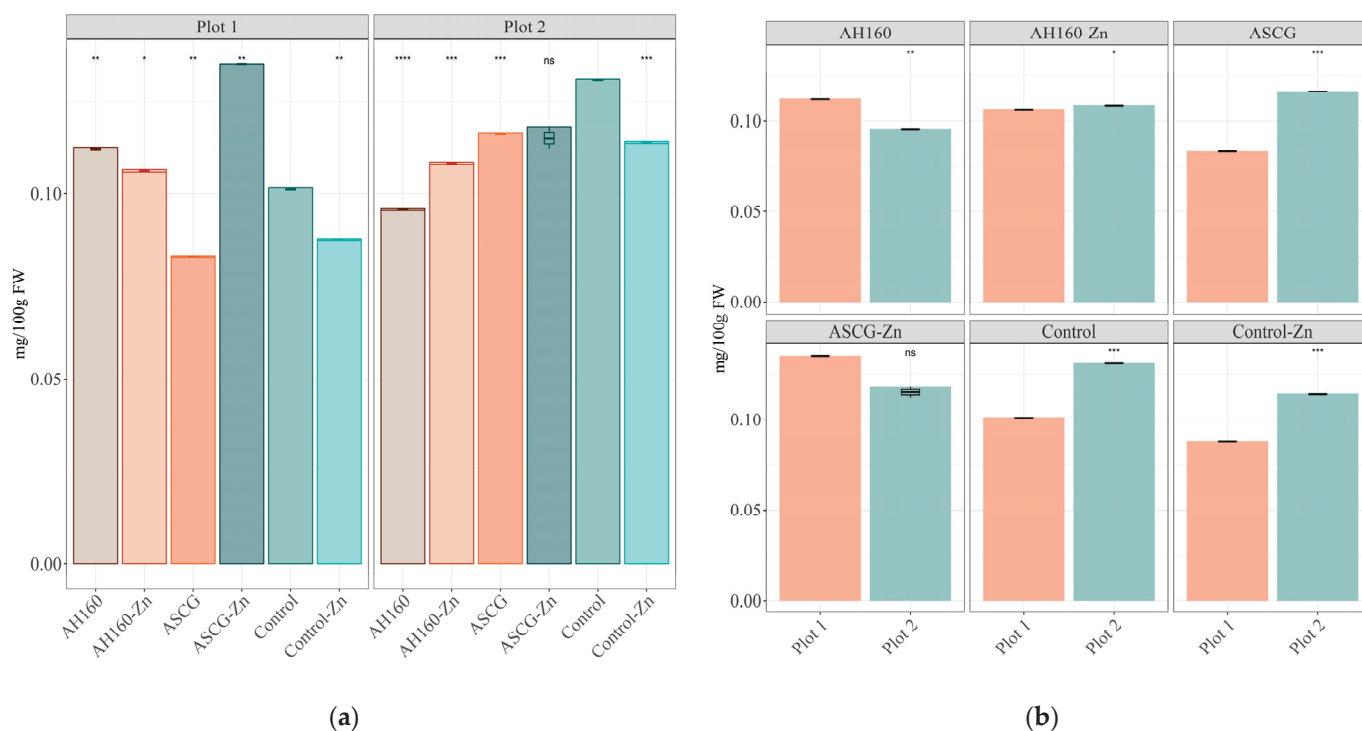 Plot 1 Plot 2
** * ** ** ** **** *** *** ns ***
mg/100g FW
0.10
0.05
0.00
AH160 AH160-Zn ASCG ASCG-Zn Control Control-Zn AH160 AH160-Zn ASCG ASCG-Zn Control Control-Zn
(a)
AH160 AH160 Zn ASCG
** * ***
mg/100g FW
0.10
0.05
0.00
ASCG-Zn Control Control-Zn
ns *** ***
0.10
0.05
0.00
Plot 1 Plot 2 Plot 1 Plot 2 Plot 1 Plot 2
(b)